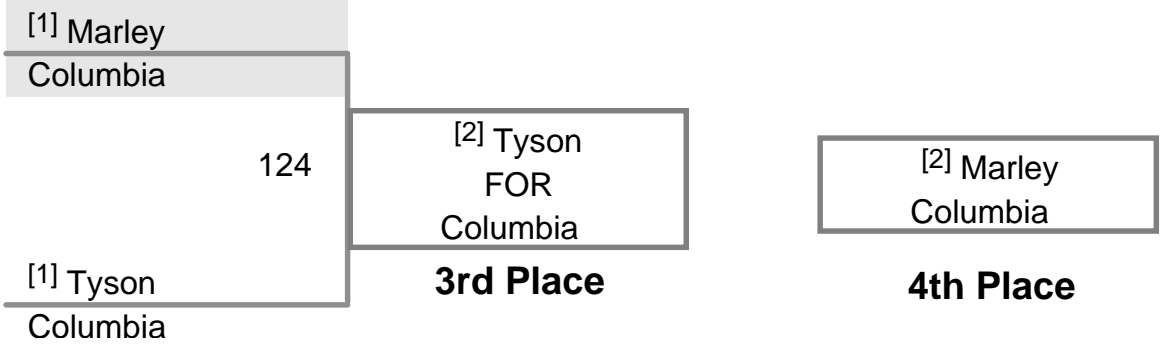 [1] Marley
Columbia
124
[2] Tyson
FOR
Columbia
3rd Place
[2] Marley
Columbia
4th Place
[1] Tyson
Columbia